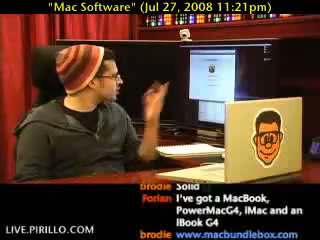 "Mac Software" (Jul 27, 2008 11:21pm)
brodie Solid
Forian I've got a MacBook,
PowerMacG4, iMac and an
IBook G4
brodie www.macbundlebox.com
LIVE.PIRILLO.COM